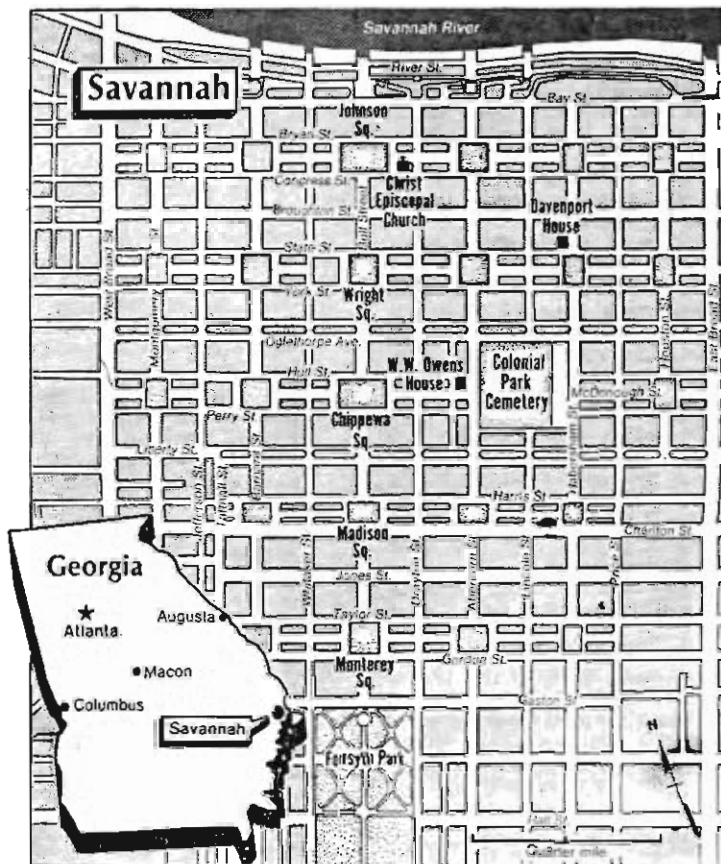 Savannah River
River St.
Savannah
Bay St.
Johnson
Sq.
Bryan St.
Christ
Episcopal
Church
Congress St.
Broughton St.
Bull Street
Davenport
House
State St.
West Broad St.
Montgomery
York St.
Wright
Sq.
Houston St.
East Broad St.
Oglethorpe Ave.
Hull St.
W.W. Owens
House
Colonial
Park
Cemetery
McDonough St.
Perry St.
Chippewa
Sq.
Liberty St.
Barnard St.
Jefferson St.
Habersham St.
Harris St
Charlton St.
Madison
Sq.
Whitaker St.
Drayton St.
Abercorn St.
Lincoln St.
Price St.
Jones St.
Taylor St.
Gordon St.
Monterey
Sq.
Gaston St
Forsyth Park
Hall St.
N
Quarter mile
Georgia
Atlanta
Augusta
Macon
Columbus
Savannah